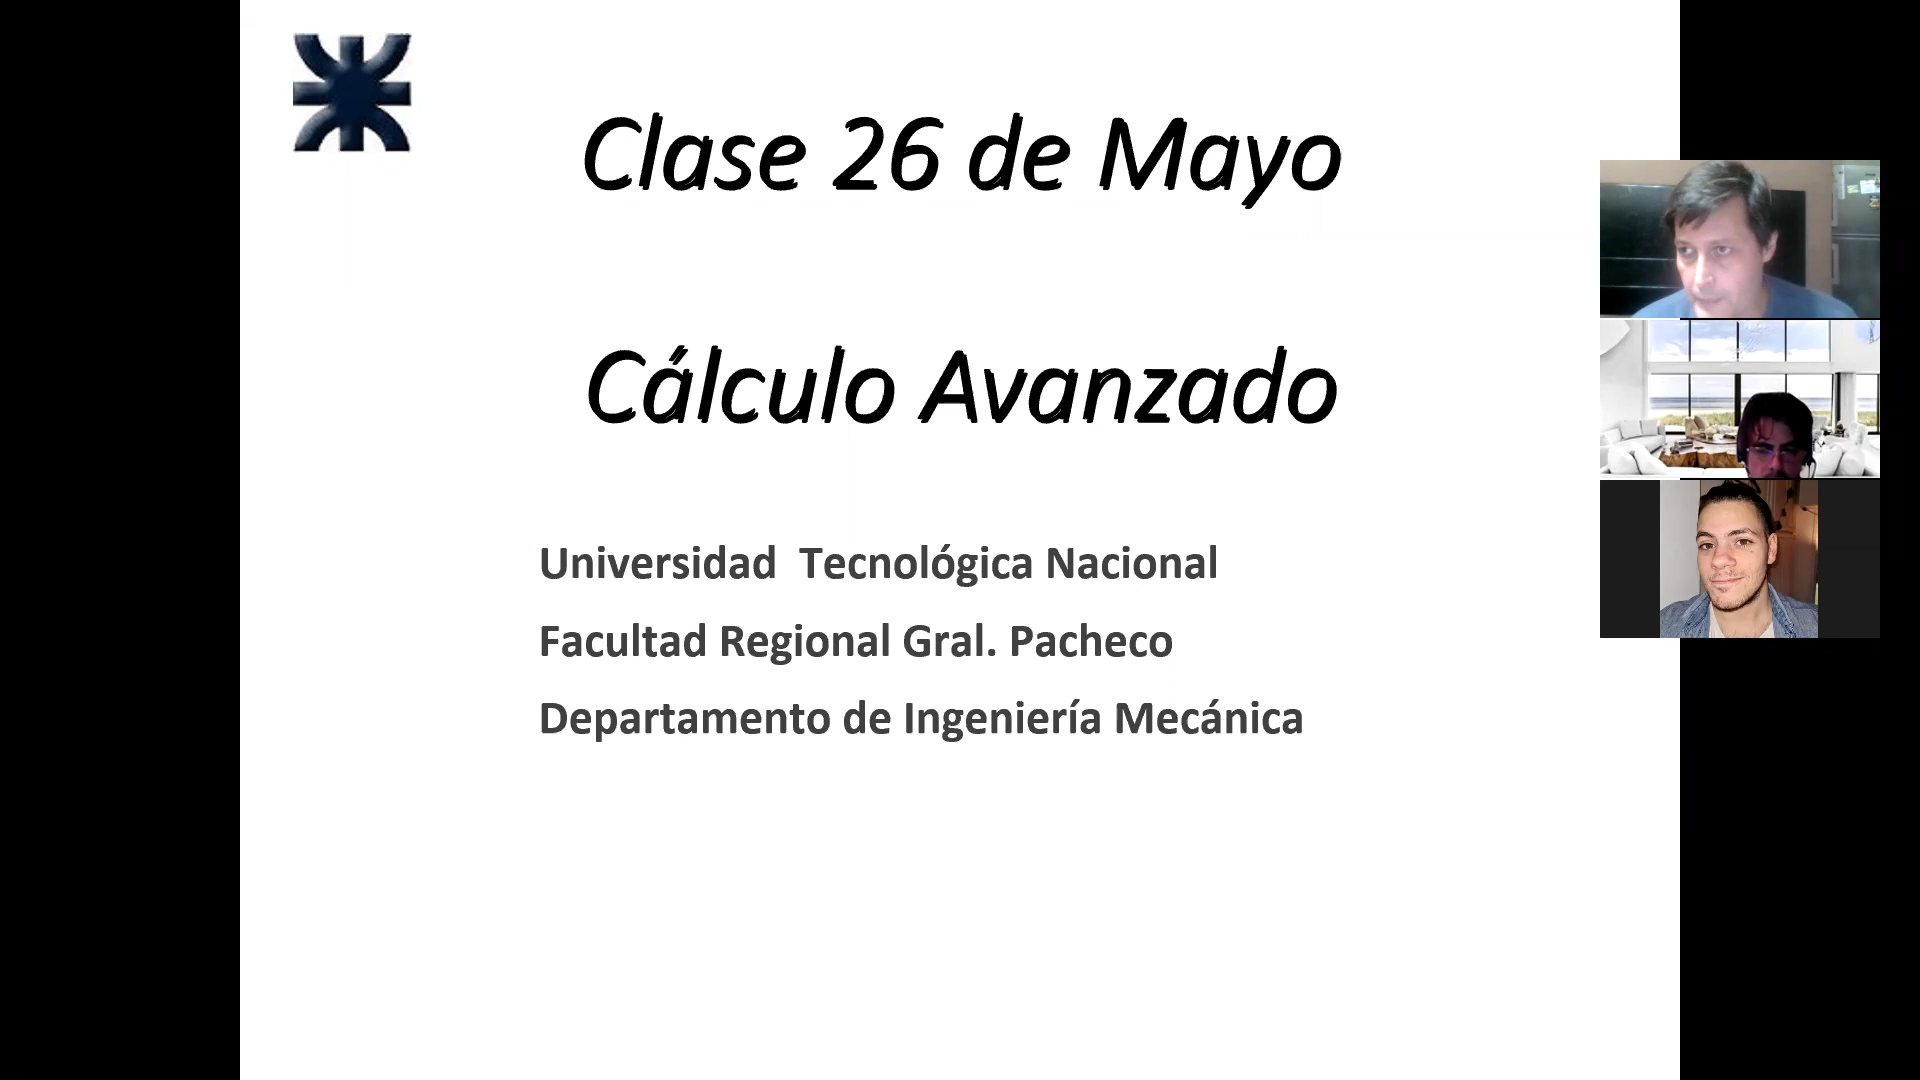 Clase 26 de Mayo
Cálculo Avanzado
Universidad Tecnológica Nacional
Facultad Regional Gral. Pacheco
Departamento de Ingeniería Mecánica